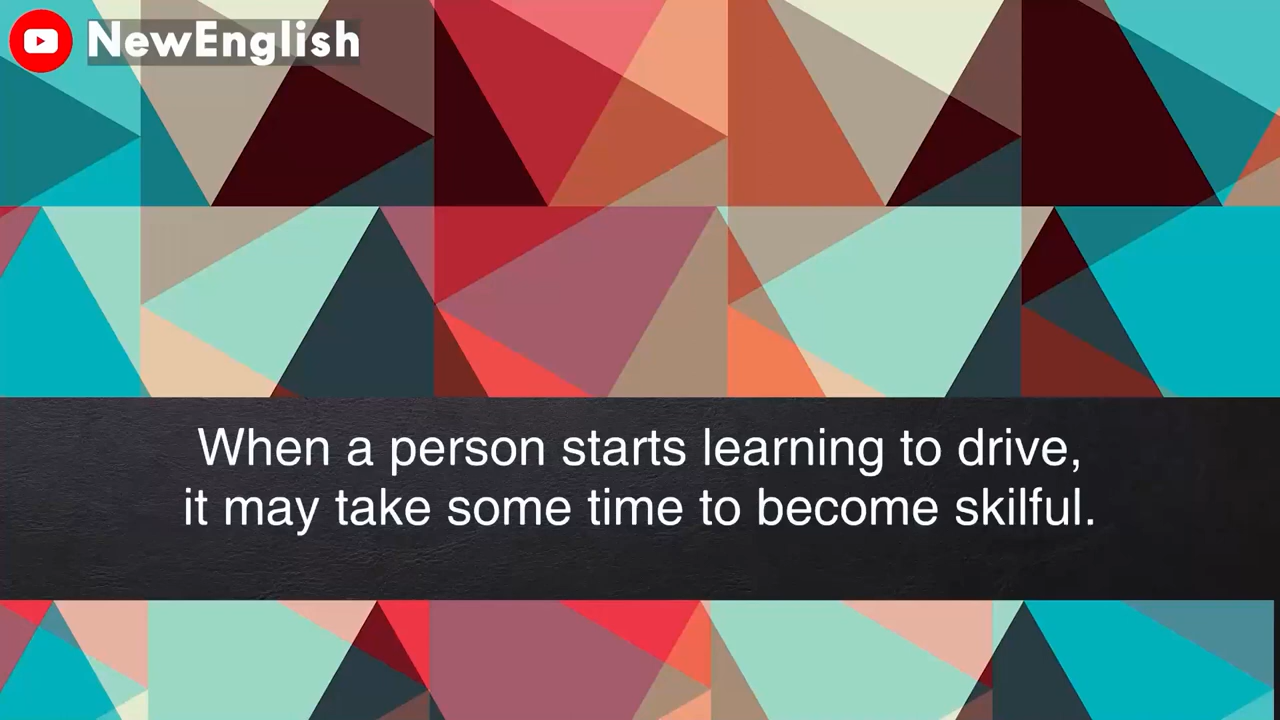 NewEnglish
When a person starts learning to drive,
it may take some time to become skilful.